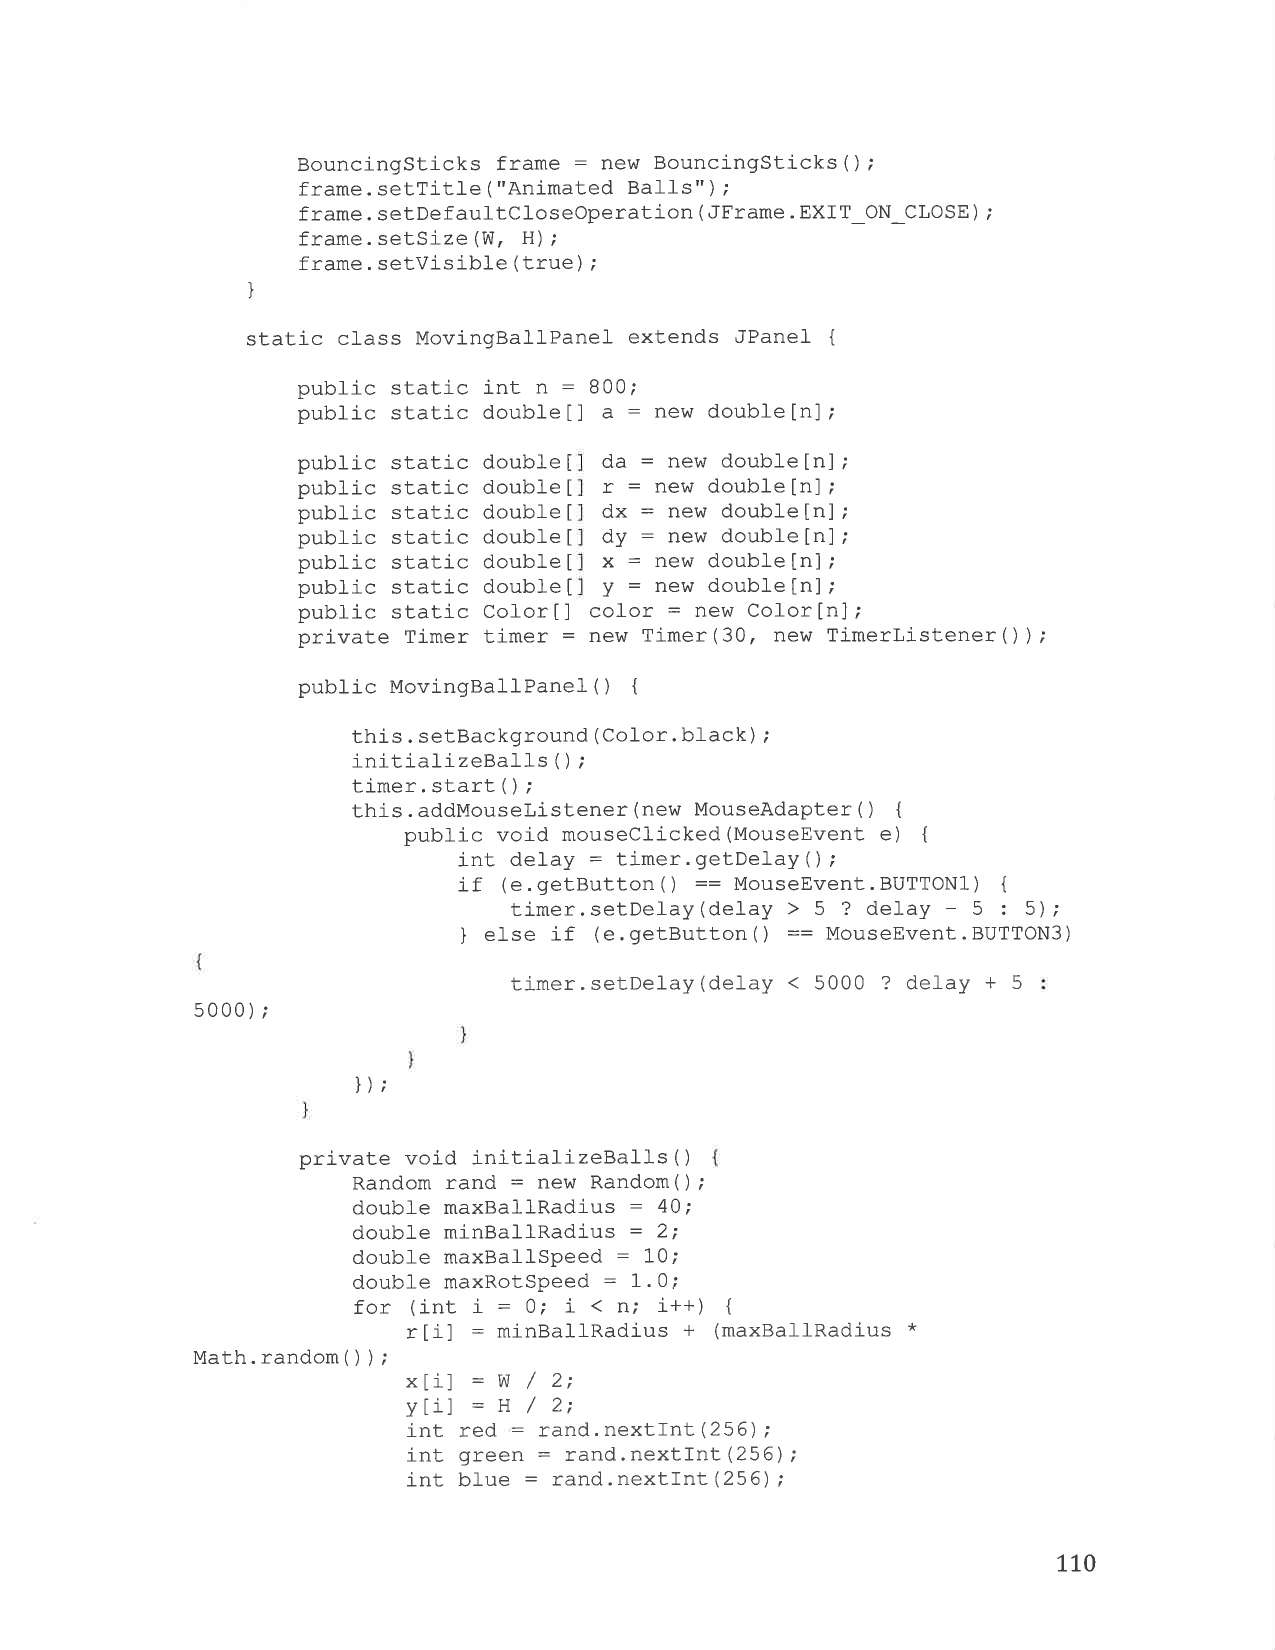 BouncingSticks frame = new BouncingSticks();
frame.setTitle("Animated Balls");
frame.setDefaultCloseOperation(JFrame.EXIT_ON_CLOSE);
frame.setSize(W, H);
frame.setVisible(true);
}
static class MovingBallPanel extends JPanel {
public static int n = 800;
public static double[] a = new double[n];
public static double[] da = new double[n];
public static double[] r = new double[n];
public static double[] dx = new double[n];
public static double[] dy = new double[n];
public static double[] x = new double[n];
public static double[] y = new double[n];
public static Color[] color = new Color[n];
private Timer timer = new Timer(30, new TimerListener());
public MovingBallPanel() {
this.setBackground(Color.black);
initializeBalls();
timer.start();
this.addMouseListener(new MouseAdapter() {
public void mouseClicked(MouseEvent e) {
int delay = timer.getDelay();
if (e.getButton() == MouseEvent.BUTTON1) {
timer.setDelay(delay > 5 ? delay - 5 : 5);
} else if (e.getButton() == MouseEvent.BUTTON3)
{
timer.setDelay(delay < 5000 ? delay + 5 :
5000);
}
}
});
}
private void initializeBalls() {
Random rand = new Random();
double maxBallRadius = 40;
double minBallRadius = 2;
double maxBallSpeed = 10;
double maxRotSpeed = 1.0;
for (int i = 0; i < n; i++) {
r[i] = minBallRadius + (maxBallRadius *
Math.random());
x[i] = W / 2;
y[i] = H / 2;
int red = rand.nextInt(256);
int green = rand.nextInt(256);
int blue = rand.nextInt(256);
110